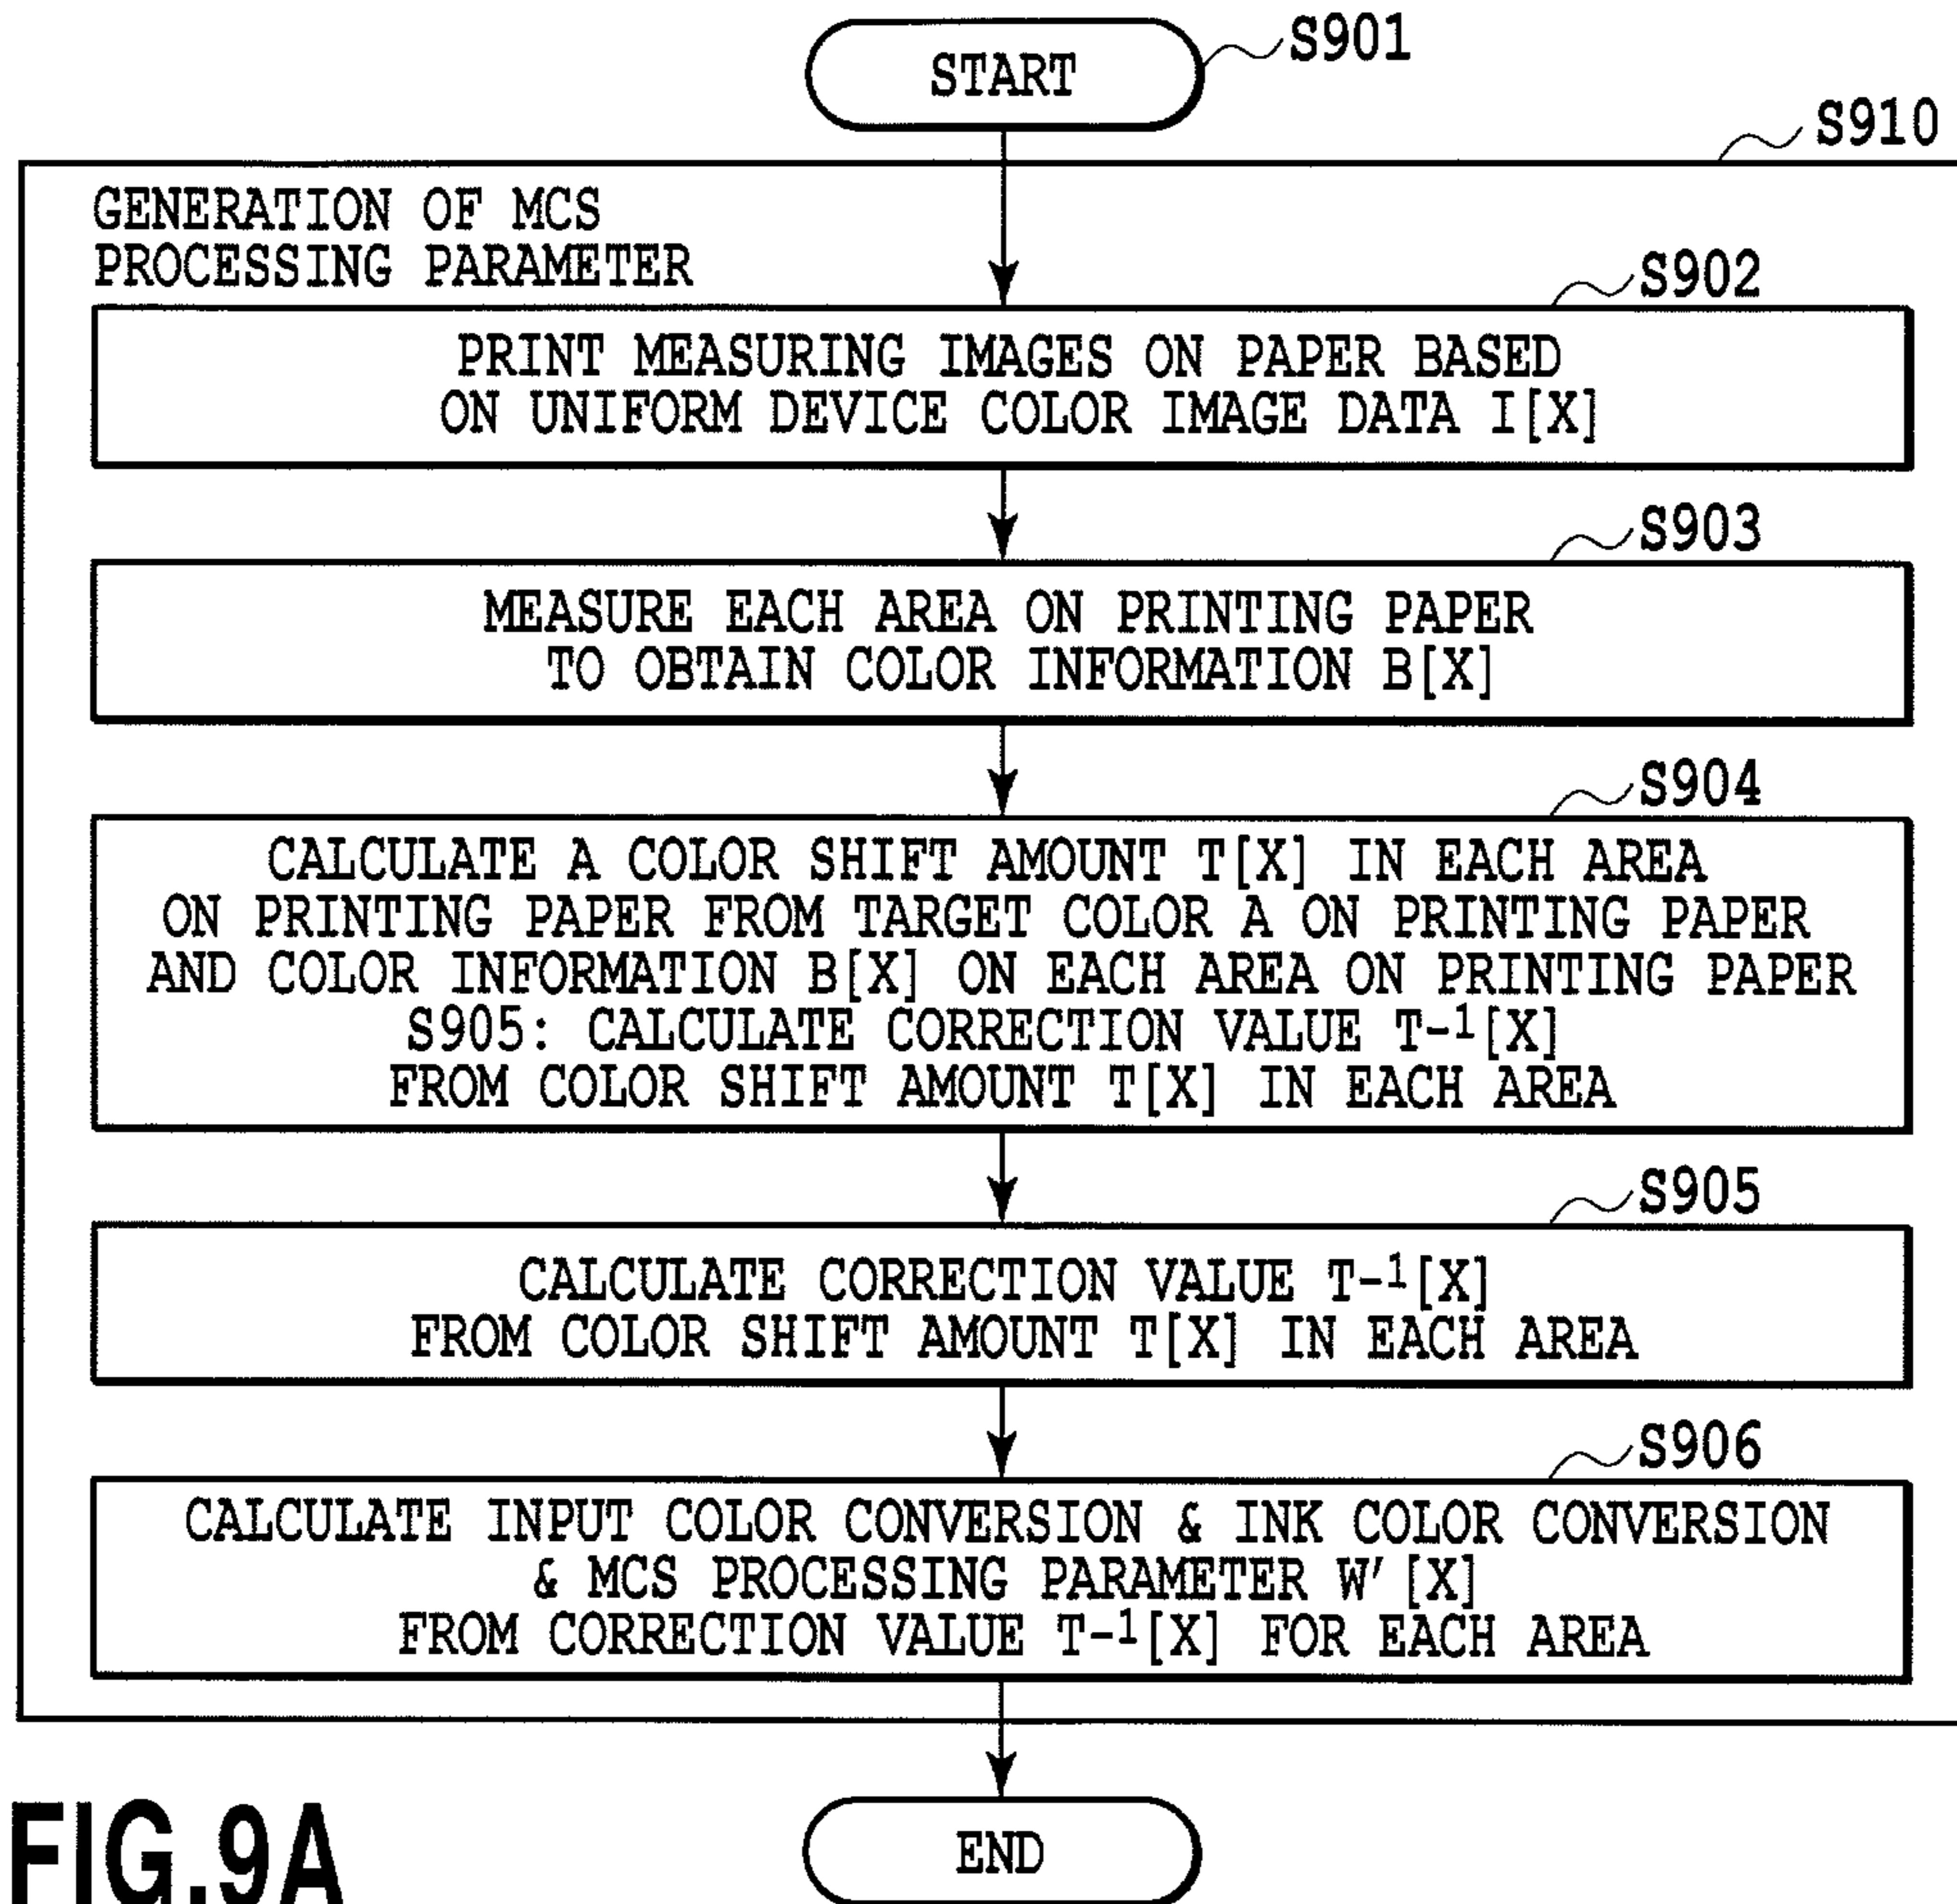 START
S901
S910
GENERATION OF MCS
PROCESSING PARAMETER
S902
PRINT MEASURING IMAGES ON PAPER BASED
ON UNIFORM DEVICE COLOR IMAGE DATA I[X]
S903
MEASURE EACH AREA ON PRINTING PAPER
TO OBTAIN COLOR INFORMATION B[X]
S904
CALCULATE A COLOR SHIFT AMOUNT T[X] IN EACH AREA
ON PRINTING PAPER FROM TARGET COLOR A ON PRINTING PAPER
AND COLOR INFORMATION B[X] ON EACH AREA ON PRINTING PAPER
S905: CALCULATE CORRECTION VALUE T-¹[X]
FROM COLOR SHIFT AMOUNT T[X] IN EACH AREA
S905
CALCULATE CORRECTION VALUE T-¹[X]
FROM COLOR SHIFT AMOUNT T[X] IN EACH AREA
S906
CALCULATE INPUT COLOR CONVERSION & INK COLOR CONVERSION
& MCS PROCESSING PARAMETER W'[X]
FROM CORRECTION VALUE T-¹[X] FOR EACH AREA
END
FIG.9A